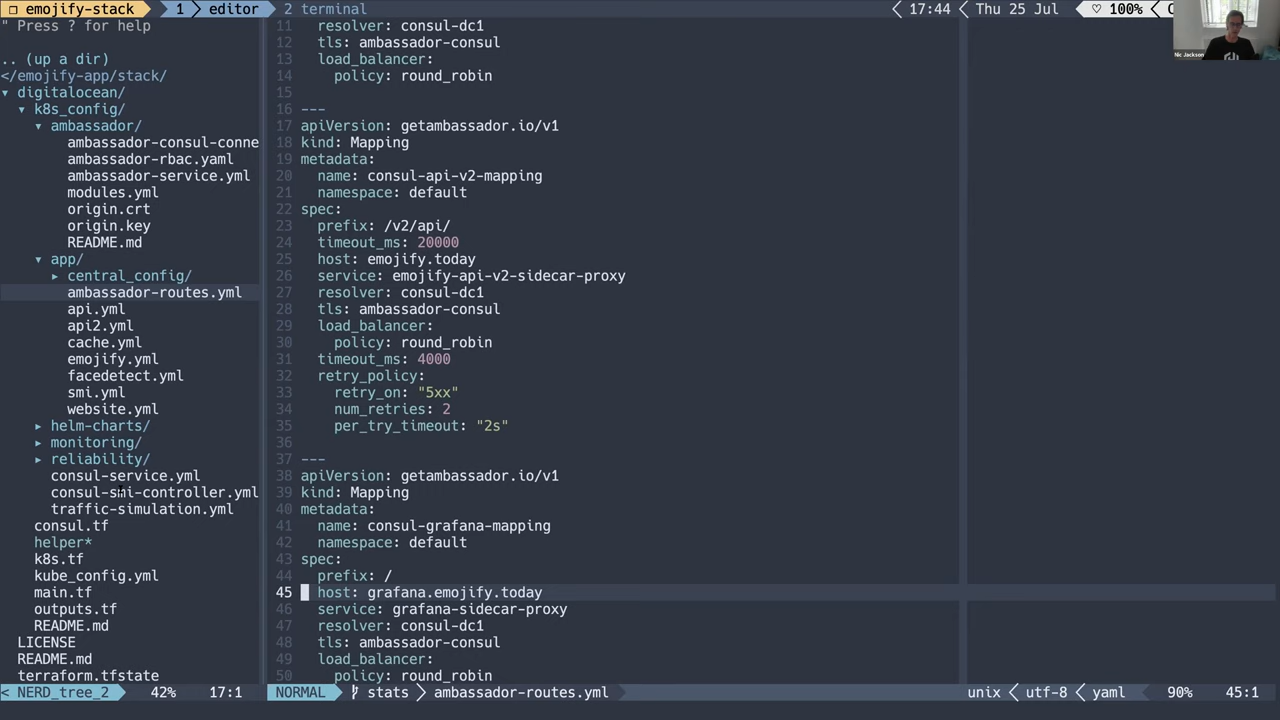 ❐ emojify-stack 1 editor 2 terminal 17:44 Thu 25 Jul ♡ 100%
" Press ? for help
.. (up a dir)
</emojify-app/stack/
▾ digitalocean/
▾ k8s_config/
▾ ambassador/
ambassador-consul-conne
ambassador-rbac.yaml
ambassador-service.yml
modules.yml
origin.crt
origin.key
README.md
▾ app/
▸ central_config/
ambassador-routes.yml
api.yml
api2.yml
cache.yml
emojify.yml
facedetect.yml
smi.yml
website.yml
▸ helm-charts/
▸ monitoring/
▸ reliability/
consul-service.yml
consul-smi-controller.yml
traffic-simulation.yml
consul.tf
helper*
k8s.tf
kube_config.yml
main.tf
outputs.tf
README.md
LICENSE
README.md
terraform.tfstate
< NERD_tree_2 42% 17:1
11 resolver: consul-dc1
12 tls: ambassador-consul
13 load_balancer:
14 policy: round_robin
15
16 ---
17 apiVersion: getambassador.io/v1
18 kind: Mapping
19 metadata:
20 name: consul-api-v2-mapping
21 namespace: default
22 spec:
23 prefix: /v2/api/
24 timeout_ms: 20000
25 host: emojify.today
26 service: emojify-api-v2-sidecar-proxy
27 resolver: consul-dc1
28 tls: ambassador-consul
29 load_balancer:
30 policy: round_robin
31 timeout_ms: 4000
32 retry_policy:
33 retry_on: "5xx"
34 num_retries: 2
35 per_try_timeout: "2s"
36
37 ---
38 apiVersion: getambassador.io/v1
39 kind: Mapping
40 metadata:
41 name: consul-grafana-mapping
42 namespace: default
43 spec:
44 prefix: /
45 host: grafana.emojify.today
46 service: grafana-sidecar-proxy
47 resolver: consul-dc1
48 tls: ambassador-consul
49 load_balancer:
50 policy: round_robin
NORMAL stats ambassador-routes.yml unix < utf-8 < yaml 90% 45:1
Nic Jackson